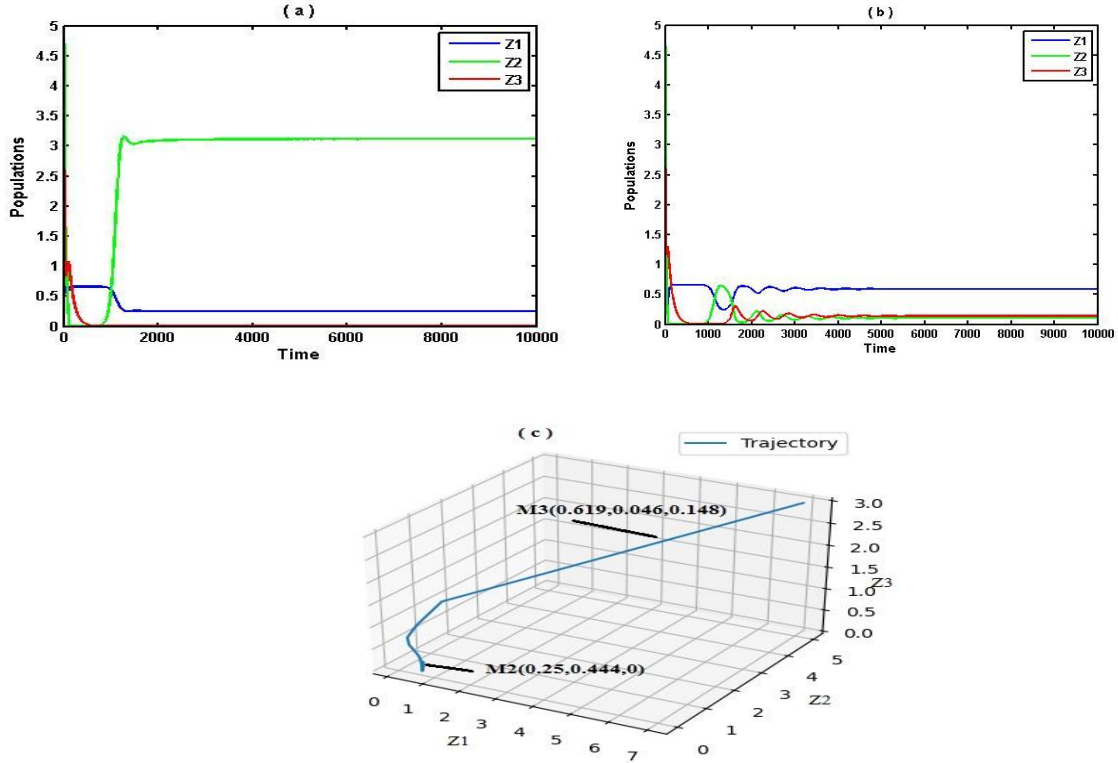 ( a )
5
4.5
4
3.5
3
2.5
2
1.5
1
0.5
0
Populations
Z1
Z2
Z3
0 2000 4000 6000 8000 10000
Time
( b )
5
4.5
4
3.5
3
2.5
2
1.5
1
0.5
0
Populations
Z1
Z2
Z3
0 1000 2000 3000 4000 5000 6000 7000 8000 9000 10000
Time
( c )
Trajectory
M3(0.619,0.046,0.148)
M2(0.25,0.444,0)
3.0
2.5
2.0
1.5
1.0
0.5
0.0
Z3
5
4
3
2
1
0
Z2
0 1 2 3 4 5 6 7
Z1